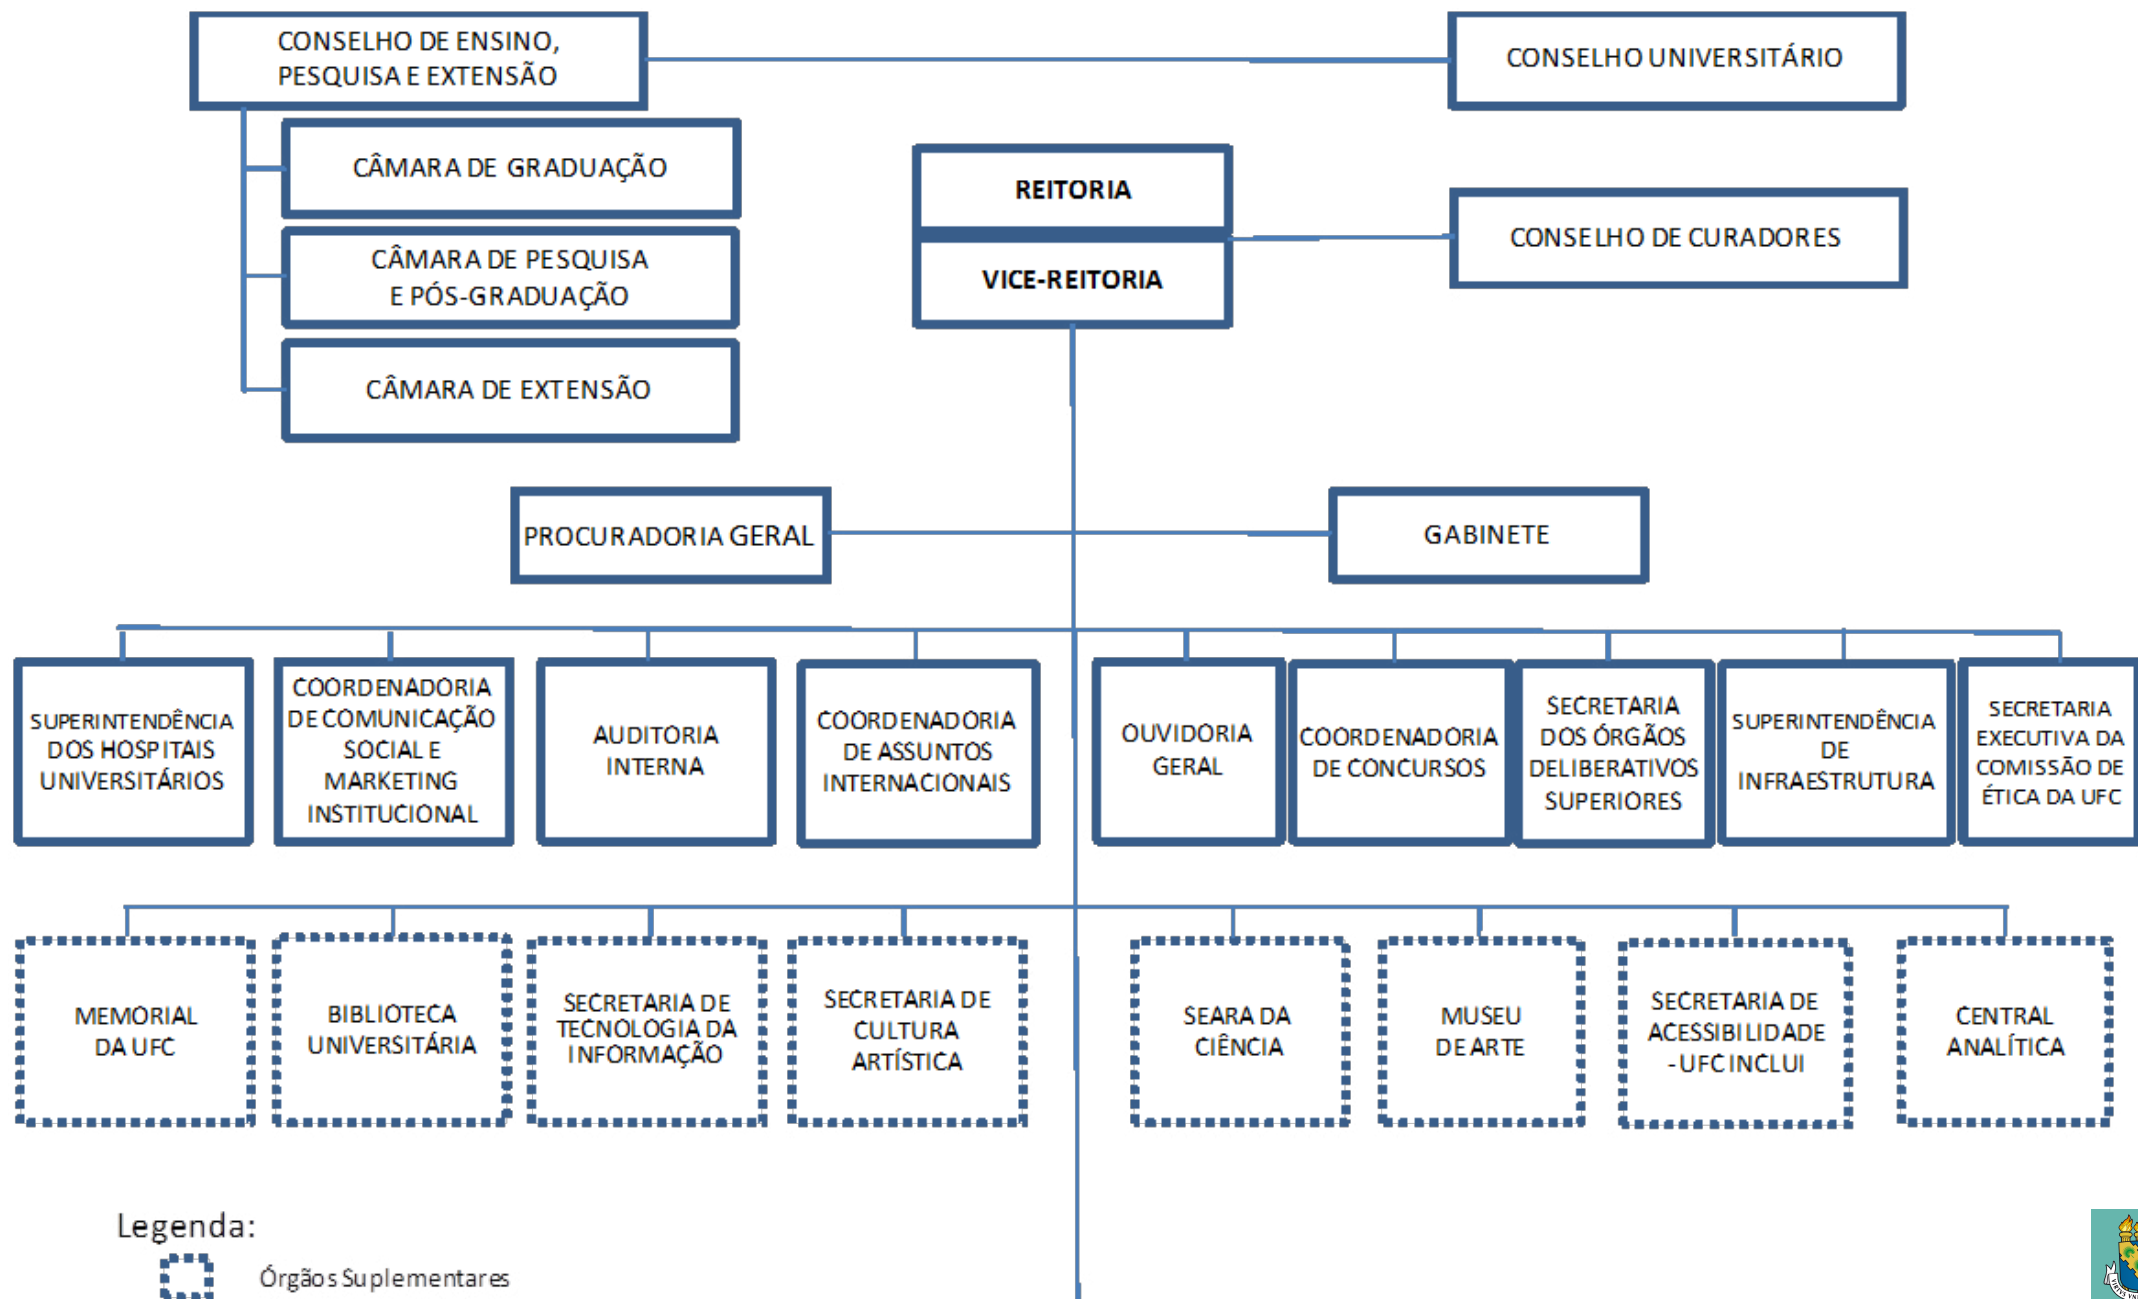 CONSELHO DE ENSINO,
PESQUISA E EXTENSÃO
CONSELHO UNIVERSITÁRIO
CÂMARA DE GRADUAÇÃO
REITORIA
CÂMARA DE PESQUISA
E PÓS-GRADUAÇÃO
VICE-REITORIA
CONSELHO DE CURADORES
CÂMARA DE EXTENSÃO
PROCURADORIA GERAL
GABINETE
SUPERINTENDÊNCIA
DOS HOSPITAIS
UNIVERSITÁRIOS
COORDENADORIA
DE COMUNICAÇÃO
SOCIAL E
MARKETING
INSTITUCIONAL
AUDITORIA
INTERNA
COORDENADORIA
DE ASSUNTOS
INTERNACIONAIS
OUVIDORIA
GERAL
COORDENADORIA
DE CONCURSOS
SECRETARIA
DOS ÓRGÃOS
DELIBERATIVOS
SUPERIORES
SUPERINTENDÊNCIA
DE
INFRAESTRUTURA
SECRETARIA
EXECUTIVA DA
COMISSÃO DE
ÉTICA DA UFC
MEMORIAL
DA UFC
BIBLIOTECA
UNIVERSITÁRIA
SECRETARIA DE
TECNOLOGIA DA
INFORMAÇÃO
SECRETARIA DE
CULTURA
ARTÍSTICA
SEARA DA
CIÊNCIA
MUSEU
DE ARTE
SECRETARIA DE
ACESSIBILIDADE
- UFC INCLUI
CENTRAL
ANALÍTICA
Legenda:
Órgãos Suplementares